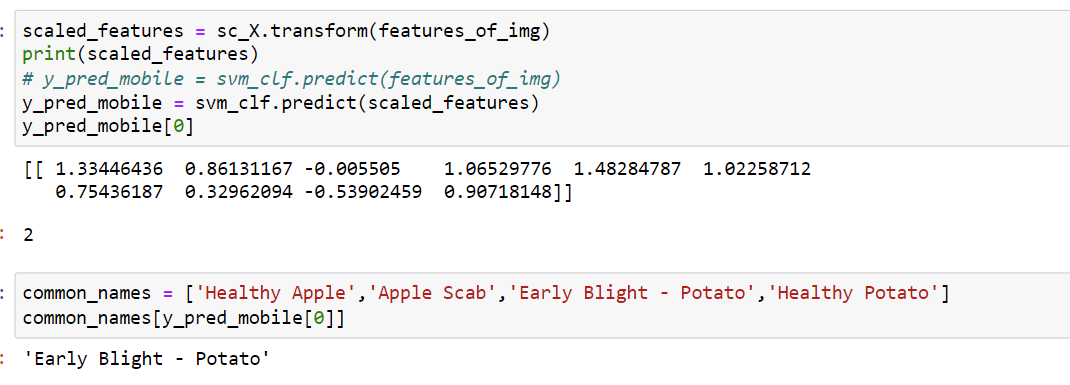 : scaled_features = sc_X.transform(features_of_img)
print(scaled_features)
# y_pred_mobile = svm_clf.predict(features_of_img)
y_pred_mobile = svm_clf.predict(scaled_features)
y_pred_mobile[0]
[[ 1.33446436 0.86131167 -0.005505 1.06529776 1.48284787 1.02258712
0.75436187 0.32962094 -0.53902459 0.90718148]]
: 2
: common_names = ['Healthy Apple','Apple Scab','Early Blight - Potato','Healthy Potato']
common_names[y_pred_mobile[0]]
: 'Early Blight - Potato'